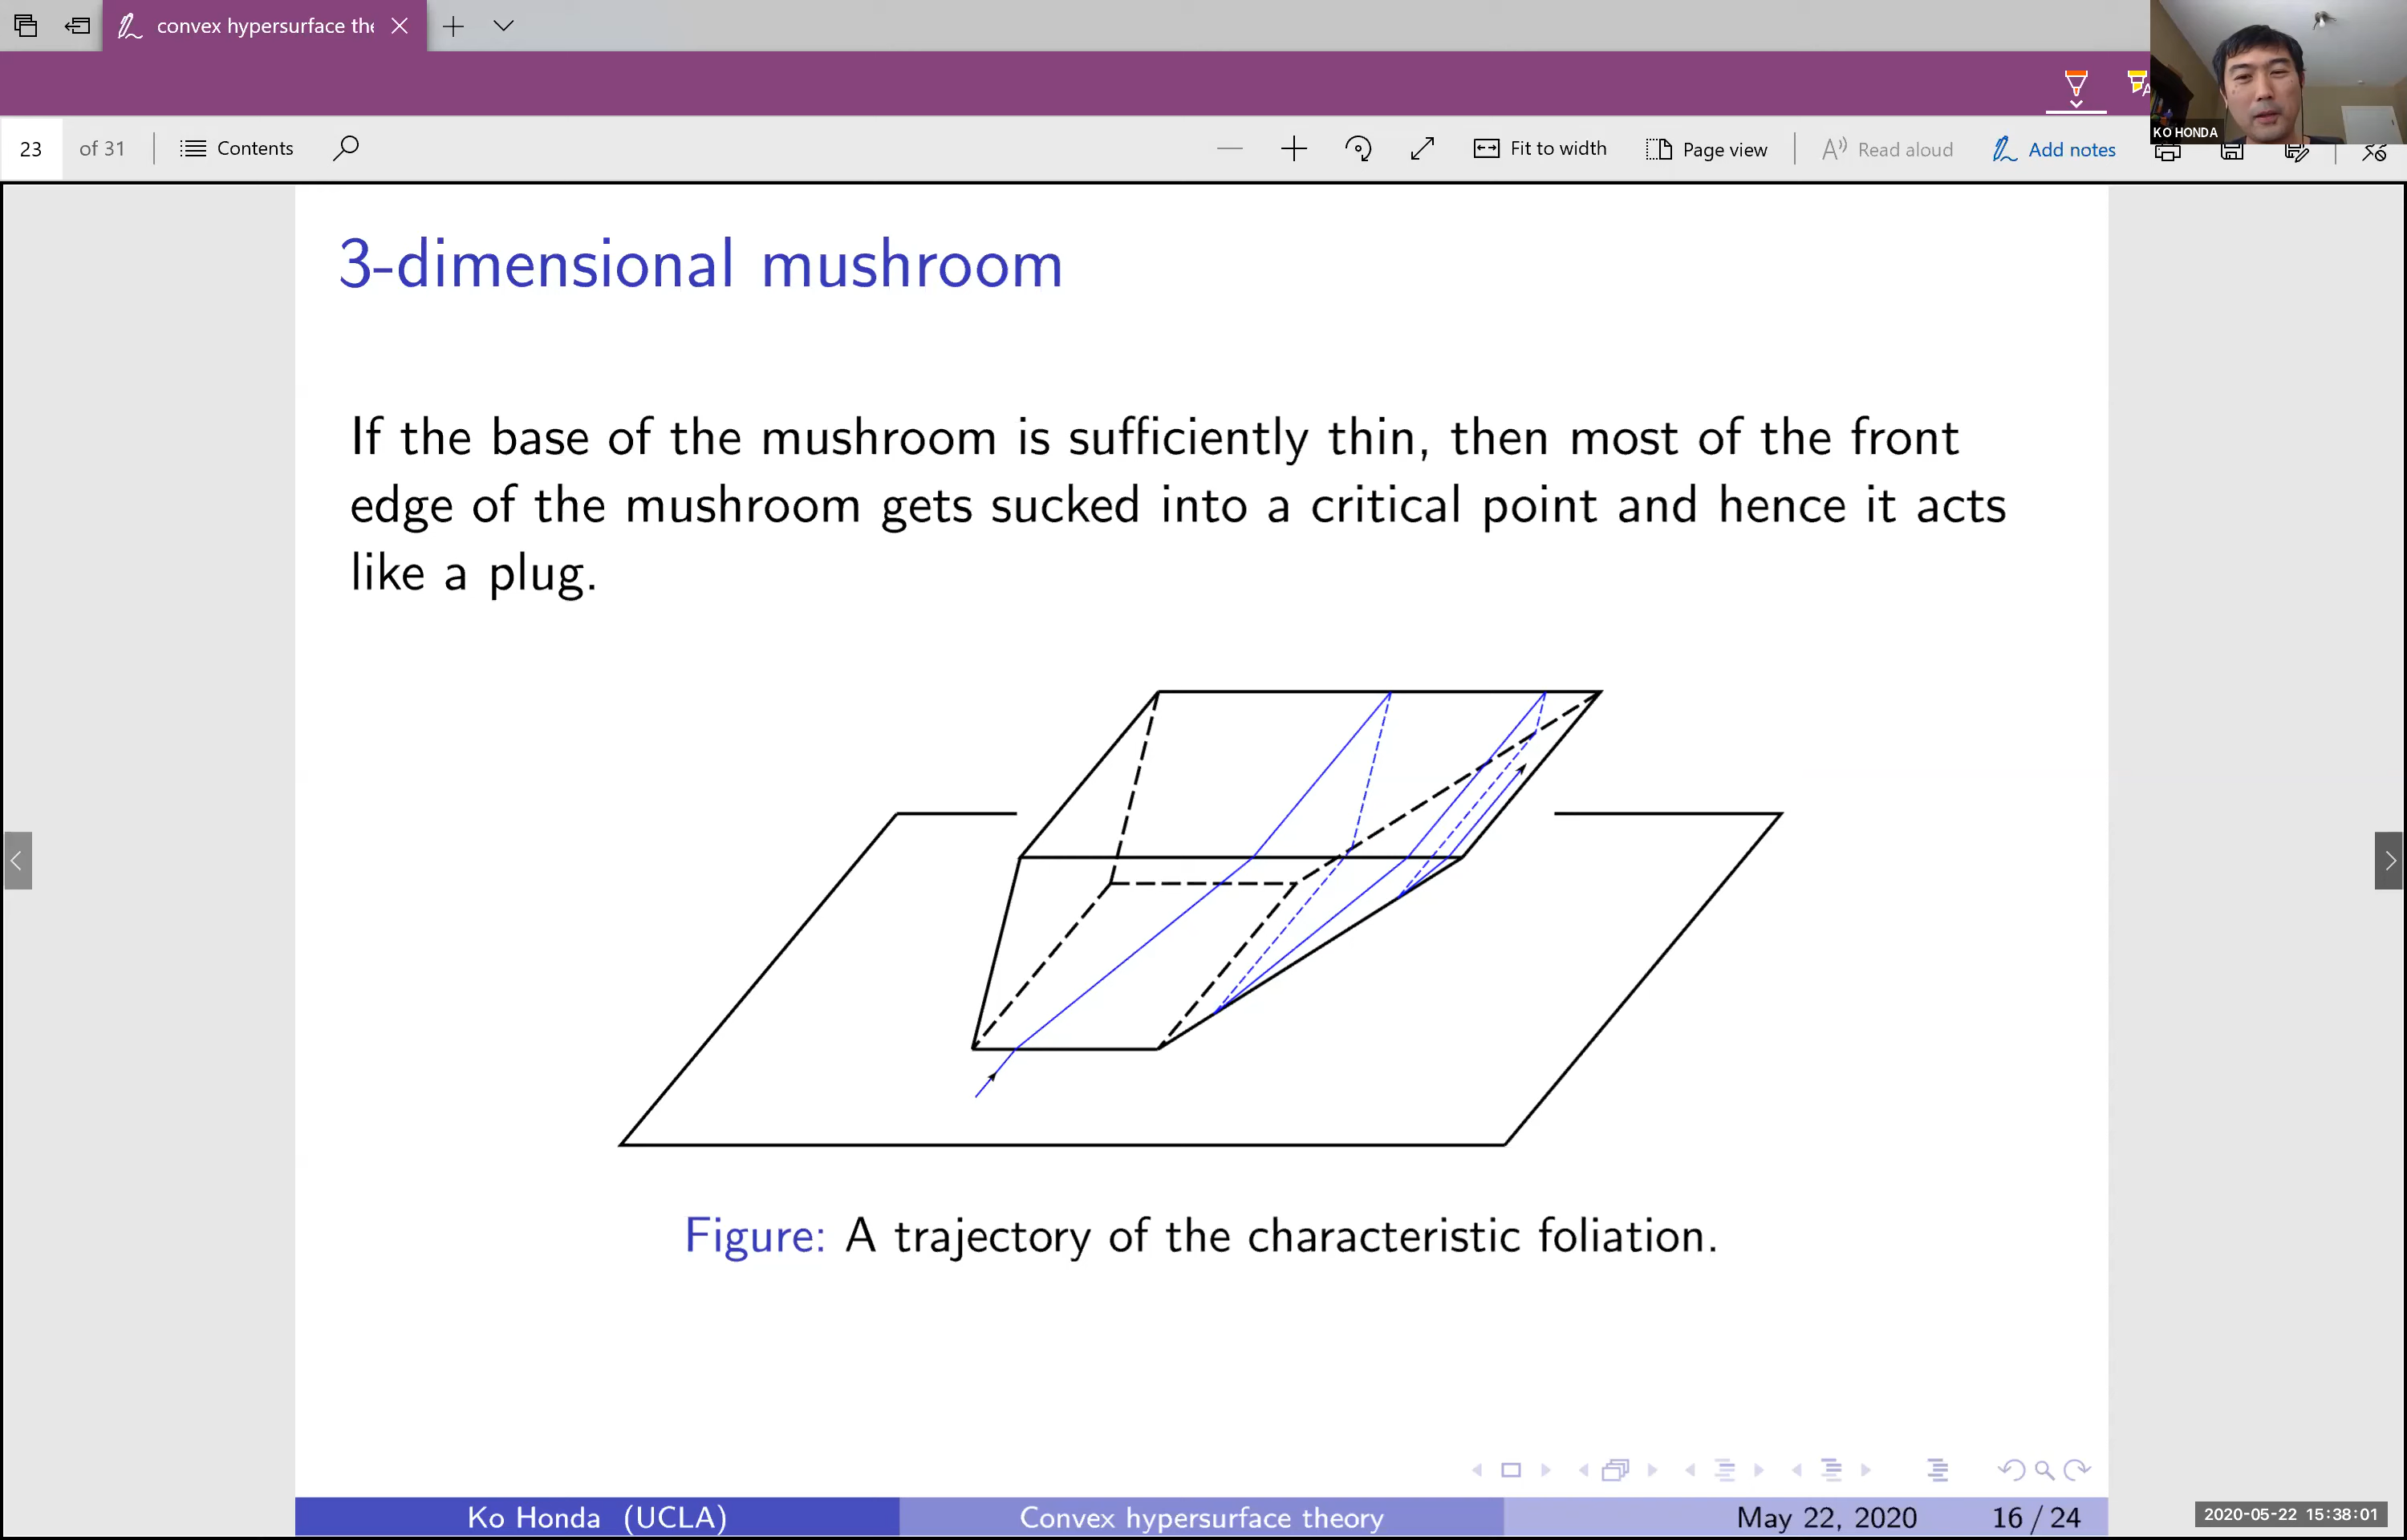 convex hypersurface the
23 of 31
Contents
Fit to width
Page view
Read aloud
Add notes
KO HONDA
3-dimensional mushroom
If the base of the mushroom is sufficiently thin, then most of the front
edge of the mushroom gets sucked into a critical point and hence it acts
like a plug.
Figure: A trajectory of the characteristic foliation.
Ko Honda (UCLA)
Convex hypersurface theory
May 22, 2020
16 / 24
2020-05-22 15:38:01